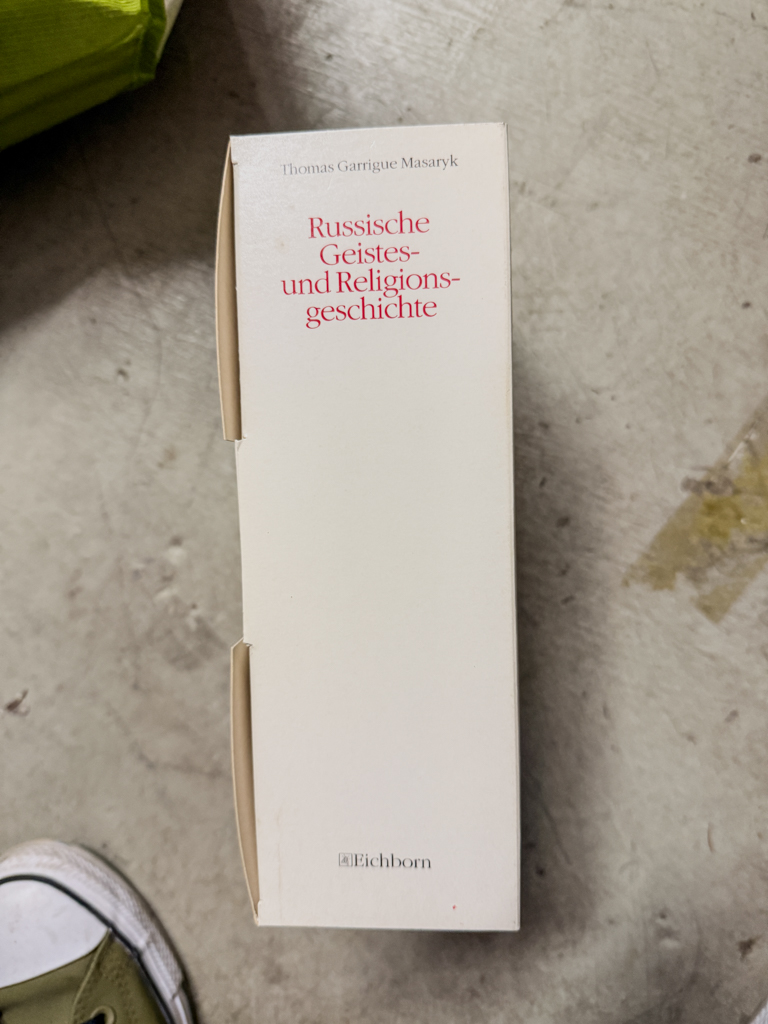 Thomas Garrigue Masaryk
Russische
Geistes-
und Religions-
geschichte
Eichborn